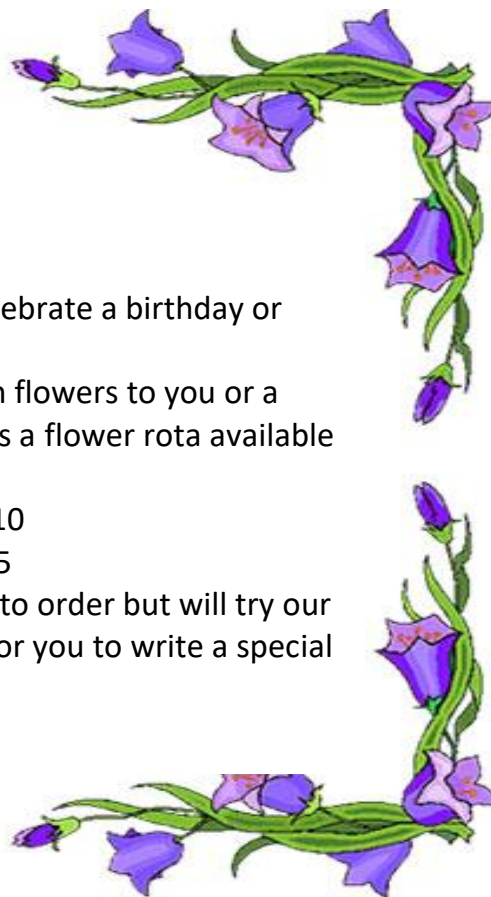 ebrate a birthday or
flowers to you or a
s a flower rota available
10
5
to order but will try our
or you to write a special